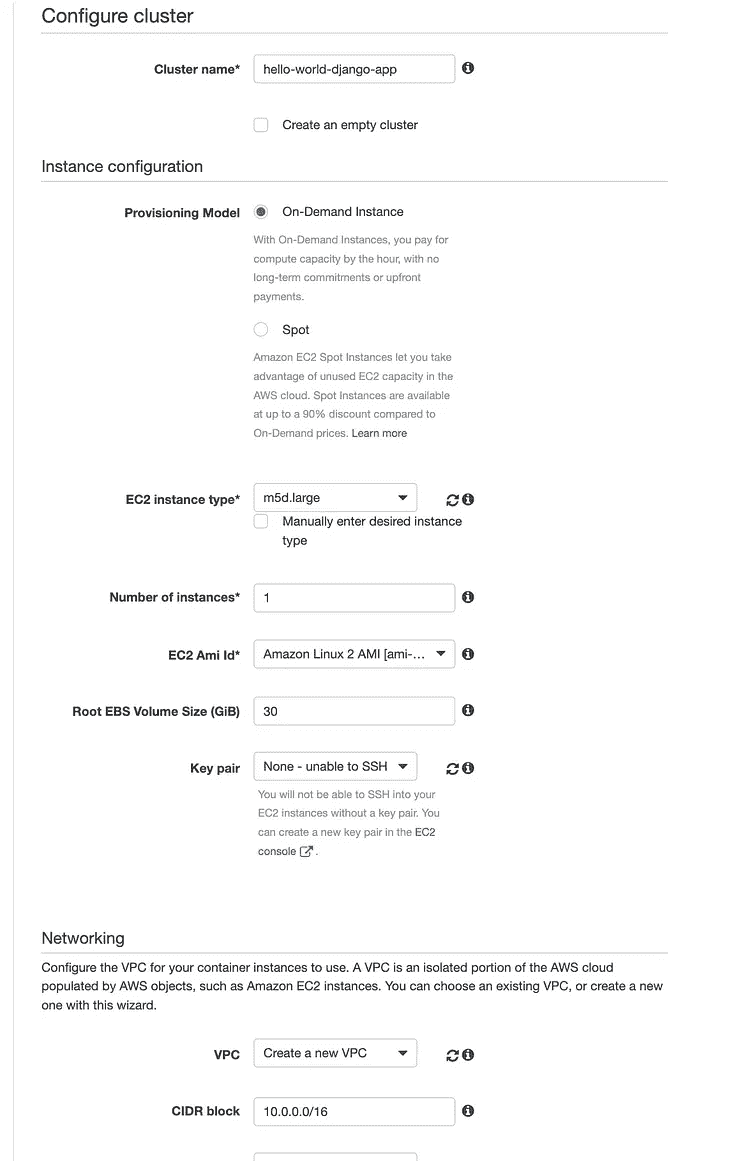 Configure cluster
Cluster name* hello-world-django-app
Create an empty cluster
Instance configuration
Provisioning Model On-Demand Instance
With On-Demand Instances, you pay for
compute capacity by the hour, with no
long-term commitments or upfront
payments.
Spot
Amazon EC2 Spot Instances let you take
advantage of unused EC2 capacity in the
AWS cloud. Spot Instances are available
at up to a 90% discount compared to
On-Demand prices. Learn more
EC2 instance type* m5d.large
Manually enter desired instance
type
Number of instances* 1
EC2 Ami Id* Amazon Linux 2 AMI [ami-...
Root EBS Volume Size (GiB) 30
Key pair None - unable to SSH
You will not be able to SSH into your
EC2 instances without a key pair. You
can create a new key pair in the EC2
console .
Networking
Configure the VPC for your container instances to use. A VPC is an isolated portion of the AWS cloud
populated by AWS objects, such as Amazon EC2 instances. You can choose an existing VPC, or create a new
one with this wizard.
VPC Create a new VPC
CIDR block 10.0.0.0/16